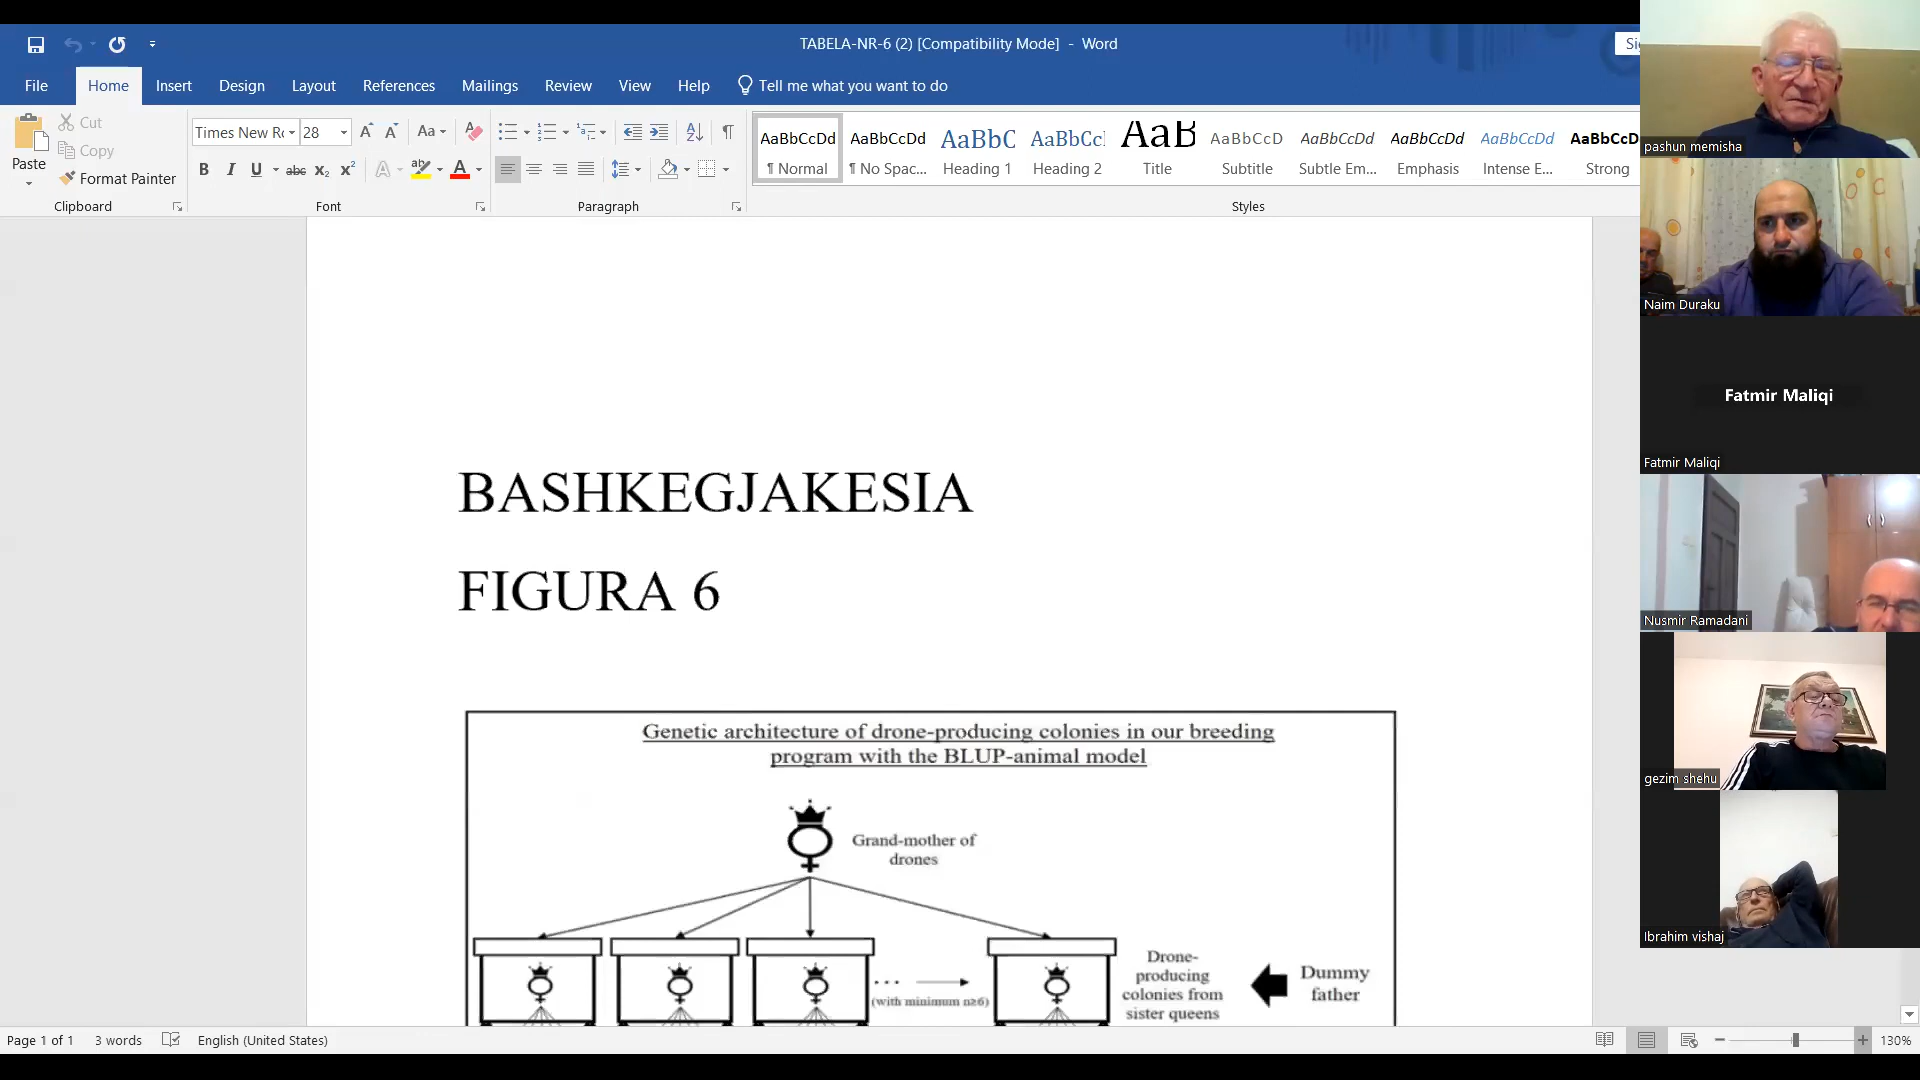 TABELA-NR-6 (2) [Compatibility Mode] - Word
File Home Insert Design Layout References Mailings Review View Help Tell me what you want to do
Paste
Cut
Copy
Format Painter
Clipboard
Times New Ro 28
Font
Paragraph
AaBbCcDd AaBbCcDd AaBbC AaBbCcI AaB AaBbCcD AaBbCcDd AaBbCcDd AaBbCcDd AaBbCcD
¶ Normal ¶ No Spac... Heading 1 Heading 2 Title Subtitle Subtle Em... Emphasis Intense E... Strong
Styles
BASHKEGJAKESIA
FIGURA 6
Genetic architecture of drone-producing colonies in our breeding
program with the BLUP-animal model
Grand-mother of
drones
... (with minimum n≥6)
Drone-
producing
colonies from
sister queens
Dummy
father
Page 1 of 1 3 words English (United States) 130%
pashun memisha
Naim Duraku
Fatmir Maliqi
Fatmir Maliqi
Nusmir Ramadani
gezim shehu
Ibrahim vishaj